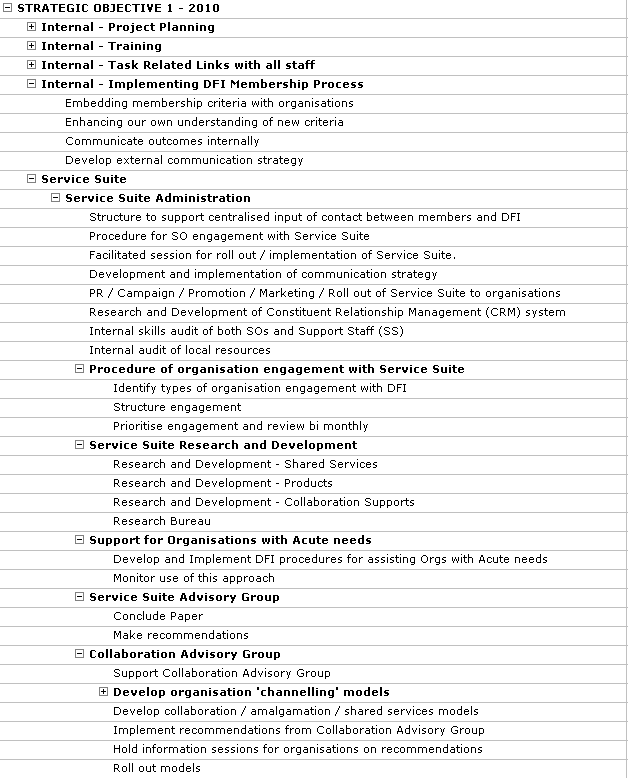 STRATEGIC OBJECTIVE 1 - 2010
Internal - Project Planning
Internal - Training
Internal - Task Related Links with all staff
Internal - Implementing DFI Membership Process
Embedding membership criteria with organisations
Enhancing our own understanding of new criteria
Communicate outcomes internally
Develop external communication strategy
Service Suite
Service Suite Administration
Structure to support centralised input of contact between members and DFI
Procedure for SO engagement with Service Suite
Facilitated session for roll out / implementation of Service Suite.
Development and implementation of communication strategy
PR / Campaign / Promotion / Marketing / Roll out of Service Suite to organisations
Research and Development of Constituent Relationship Management (CRM) system
Internal skills audit of both SOs and Support Staff (SS)
Internal audit of local resources
Procedure of organisation engagement with Service Suite
Identify types of organisation engagement with DFI
Structure engagement
Prioritise engagement and review bi monthly
Service Suite Research and Development
Research and Development - Shared Services
Research and Development - Products
Research and Development - Collaboration Supports
Research Bureau
Support for Organisations with Acute needs
Develop and Implement DFI procedures for assisting Orgs with Acute needs
Monitor use of this approach
Service Suite Advisory Group
Conclude Paper
Make recommendations
Collaboration Advisory Group
Support Collaboration Advisory Group
Develop organisation 'channelling' models
Develop collaboration / amalgamation / shared services models
Implement recommendations from Collaboration Advisory Group
Hold information sessions for organisations on recommendations
Roll out models